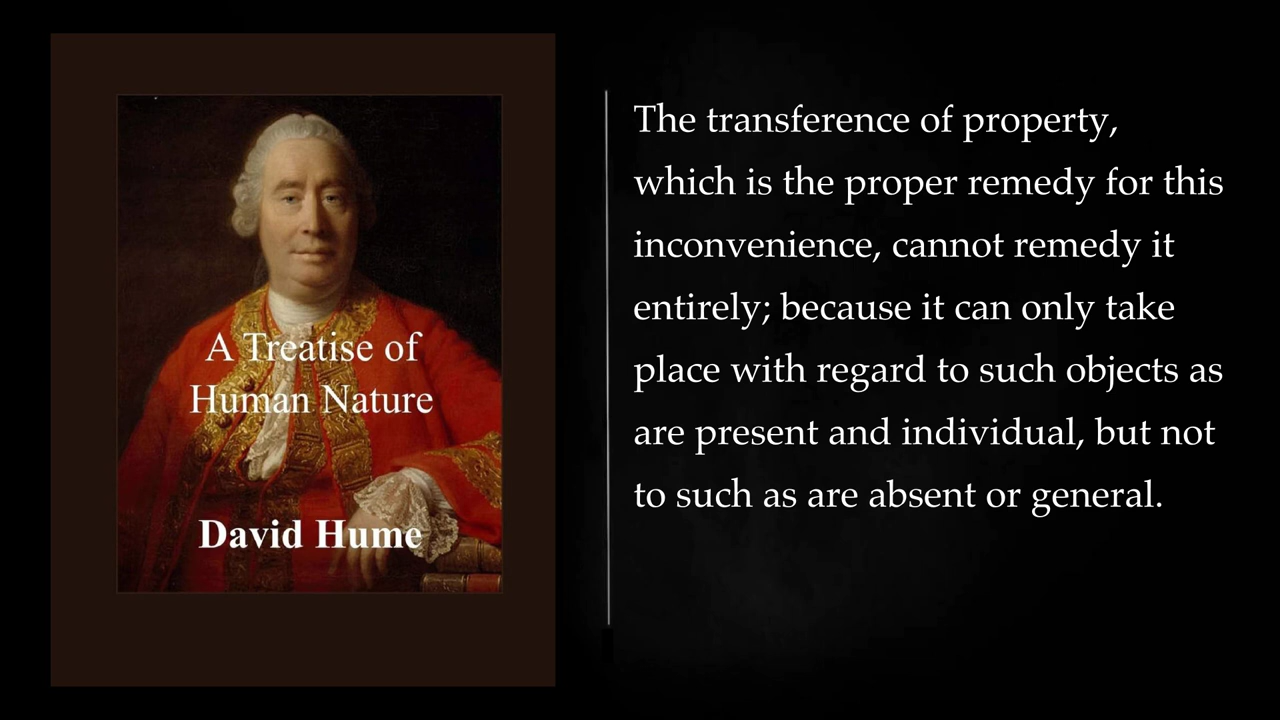 A Treatise of
Human Nature
David Hume
The transference of property,
which is the proper remedy for this
inconvenience, cannot remedy it
entirely; because it can only take
place with regard to such objects as
are present and individual, but not
to such as are absent or general.